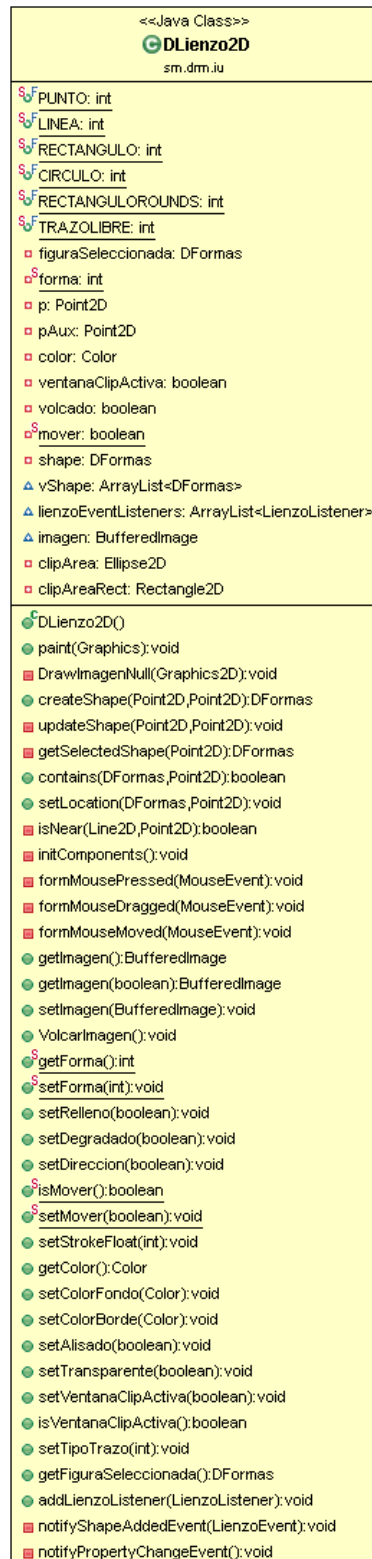 <<Java Class>>
DLienzo2D
sm.drm.iu
PUNTO: int
LINEA: int
RECTANGULO: int
CIRCULO: int
RECTANGULOROUNDS: int
TRAZOLIBRE: int
figuraSeleccionada: DFormas
forma: int
p: Point2D
pAux: Point2D
color: Color
ventanaClipActiva: boolean
volcado: boolean
mover: boolean
shape: DFormas
vShape: ArrayList<DFormas>
lienzoEventListeners: ArrayList<LienzoListener>
imagen: BufferedImage
clipArea: Ellipse2D
clipAreaRect: Rectangle2D
DLienzo2D()
paint(Graphics):void
DrawImagenNull(Graphics2D):void
createShape(Point2D,Point2D):DFormas
updateShape(Point2D,Point2D):void
getSelectedShape(Point2D):DFormas
contains(DFormas,Point2D):boolean
setLocation(DFormas,Point2D):void
isNear(Line2D,Point2D):boolean
initComponents():void
formMousePressed(MouseEvent):void
formMouseDragged(MouseEvent):void
formMouseMoved(MouseEvent):void
getImagen():BufferedImage
getImagen(boolean):BufferedImage
setImagen(BufferedImage):void
VolcarImagen():void
getForma():int
setForma(int):void
setRelleno(boolean):void
setDegradado(boolean):void
setDireccion(boolean):void
isMover():boolean
setMover(boolean):void
setStrokeFloat(int):void
getColor():Color
setColorFondo(Color):void
setColorBorde(Color):void
setAlisado(boolean):void
setTransparente(boolean):void
setVentanaClipActiva(boolean):void
isVentanaClipActiva():boolean
setTipoTrazo(int):void
getFiguraSeleccionada():DFormas
addLienzoListener(LienzoListener):void
notifyShapeAddedEvent(LienzoEvent):void
notifyPropertyChangeEvent():void